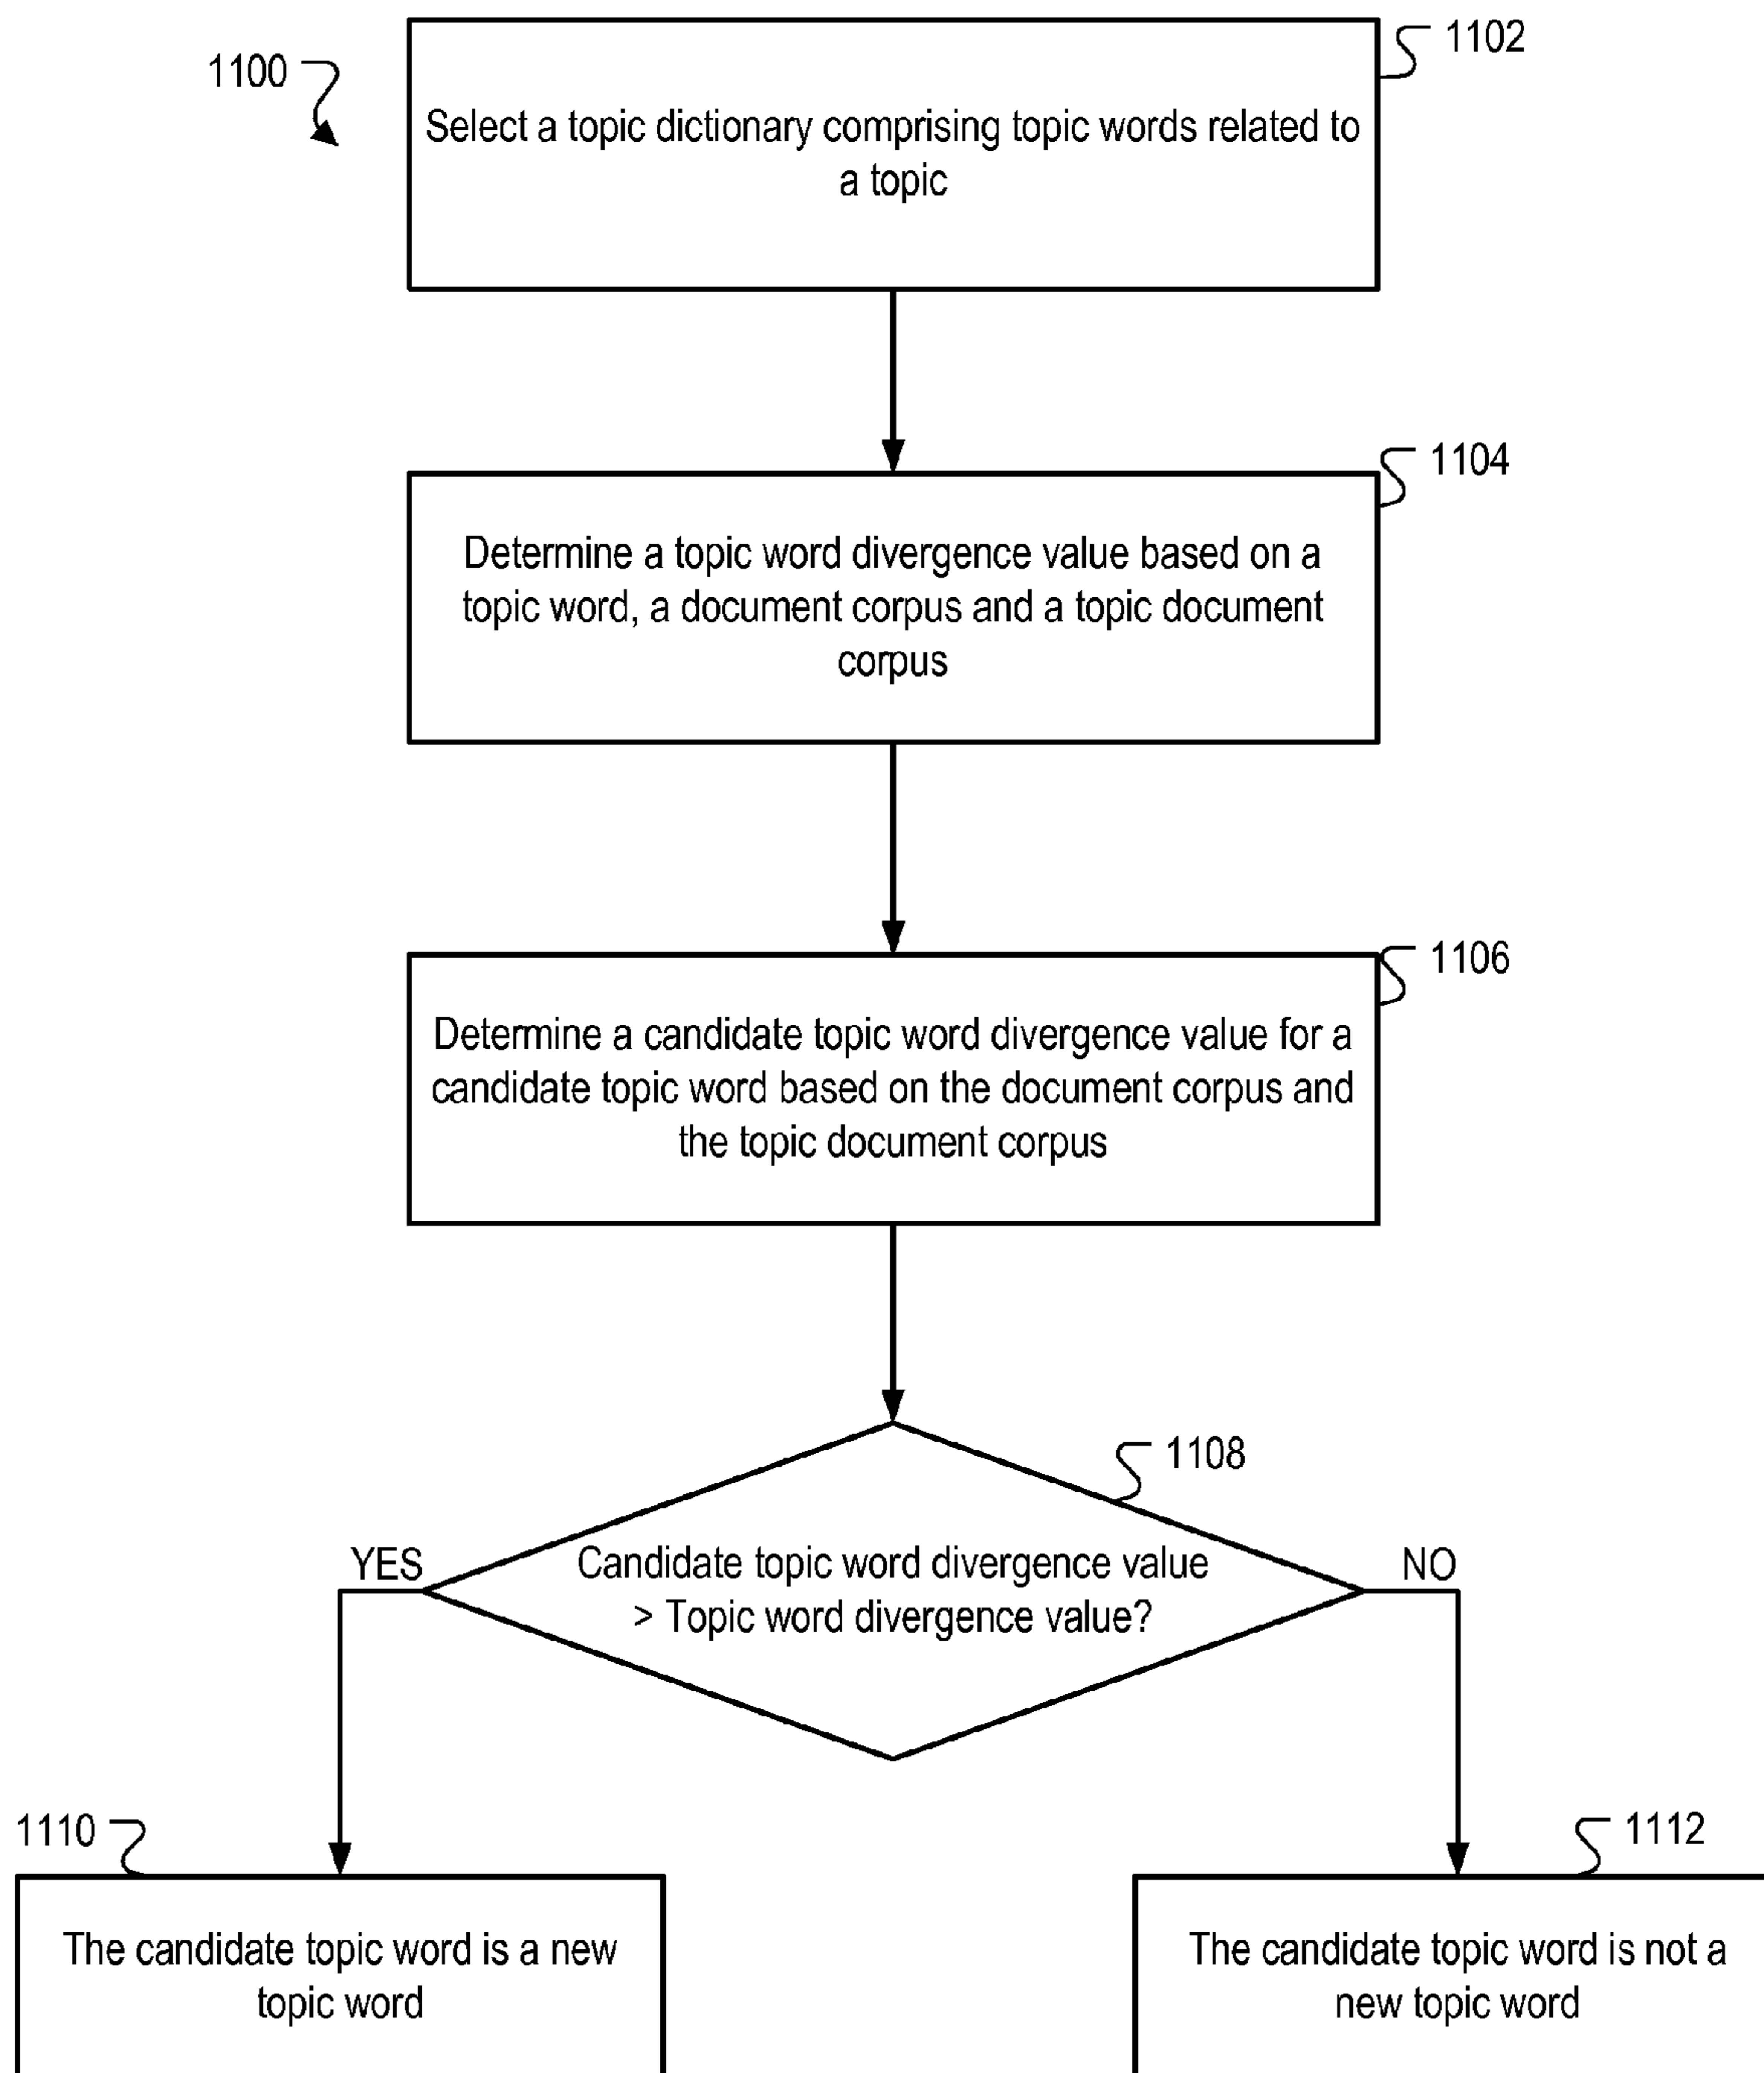 1102
1100
Select a topic dictionary comprising topic words related to
a topic
1104
Determine a topic word divergence value based on a
topic word, a document corpus and a topic document
corpus
1106
Determine a candidate topic word divergence value for a
candidate topic word based on the document corpus and
the topic document corpus
1108
YES
Candidate topic word divergence value
> Topic word divergence value?
NO
1110
1112
The candidate topic word is a new
topic word
The candidate topic word is not a
new topic word